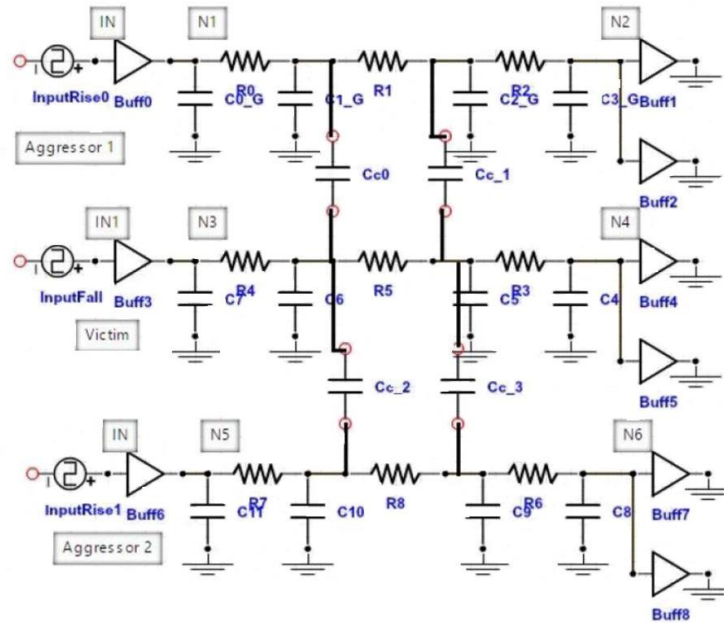 IN N1 N2
R0 R1 R2
InputRise0 Buff0 C0_G C1_G C2_G C3_G Buff1
Aggressor 1
Cc0 Cc_1
Buff2
IN1 N3 N4
R4 R5 R3
InputFall Buff3 C7 C6 C5 C4 Buff4
Victim
Cc_2 Cc_3
Buff5
IN N5 N6
R7 R8 R6
InputRise1 Buff6 C11 C10 C9 C8 Buff7
Aggressor 2
Buff8